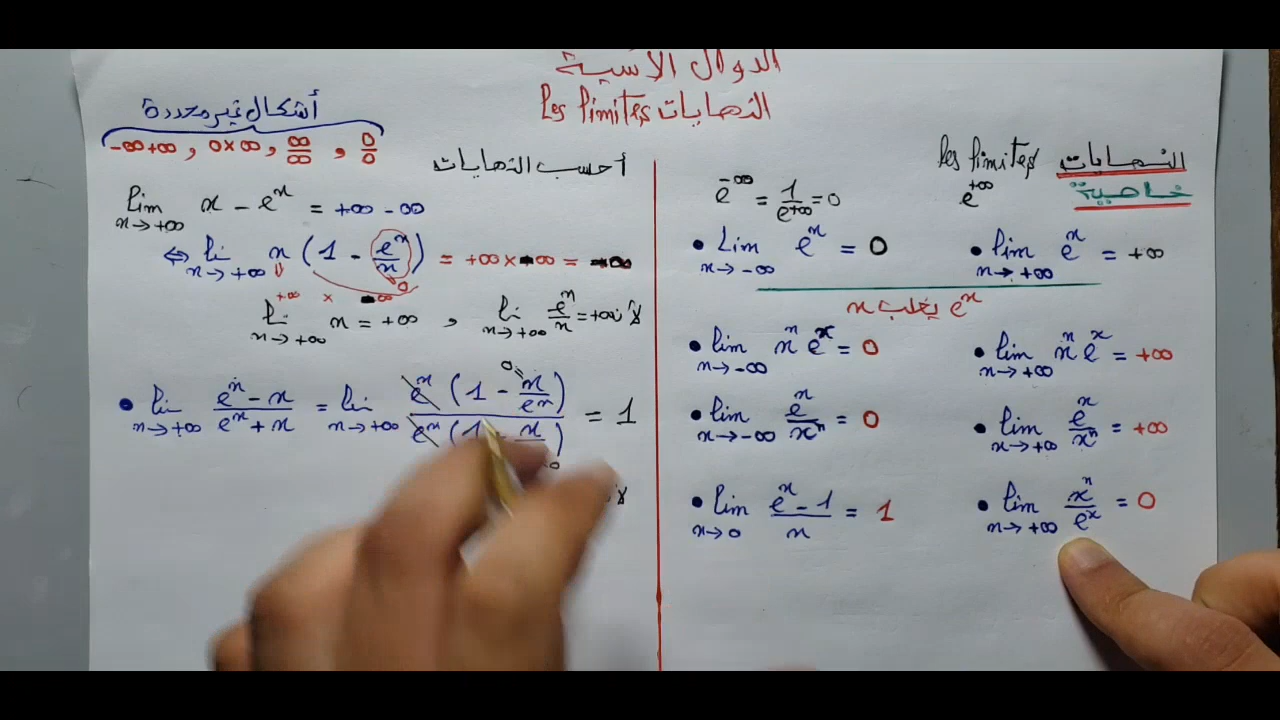 الدوال الأسية
النهايات les limites
أشكال غير محددة
-∞+∞ , 0×∞ , ∞/∞ , 0/0
أحسب النهايات
lim x→+∞ x - e^x = +∞ -∞
⇔ lim x→+∞ x (1 - e^x/x) = +∞ × -∞ = -∞
+∞ × -∞
lim x→+∞ x = +∞ , lim x→+∞ e^x/x = +∞ لأن
• lim x→+∞ (e^x - x)/(e^x + x) = lim x→+∞ e^x (1 - x/e^x) = 1
النهايات les limites
خاصية
e^-∞ = 1/e^+∞ = 0
e^+∞
• Lim x→-∞ e^x = 0
• lim x→+∞ e^x = +∞
e^x يغلب x
• lim x→-∞ x^n e^x = 0
• lim x→+∞ x^n e^x = +∞
• lim x→-∞ e^x/x^n = 0
• lim x→+∞ e^x/x^n = +∞
• lim x→0 (e^x - 1)/x = 1
• lim x→+∞ x^n/e^x = 0